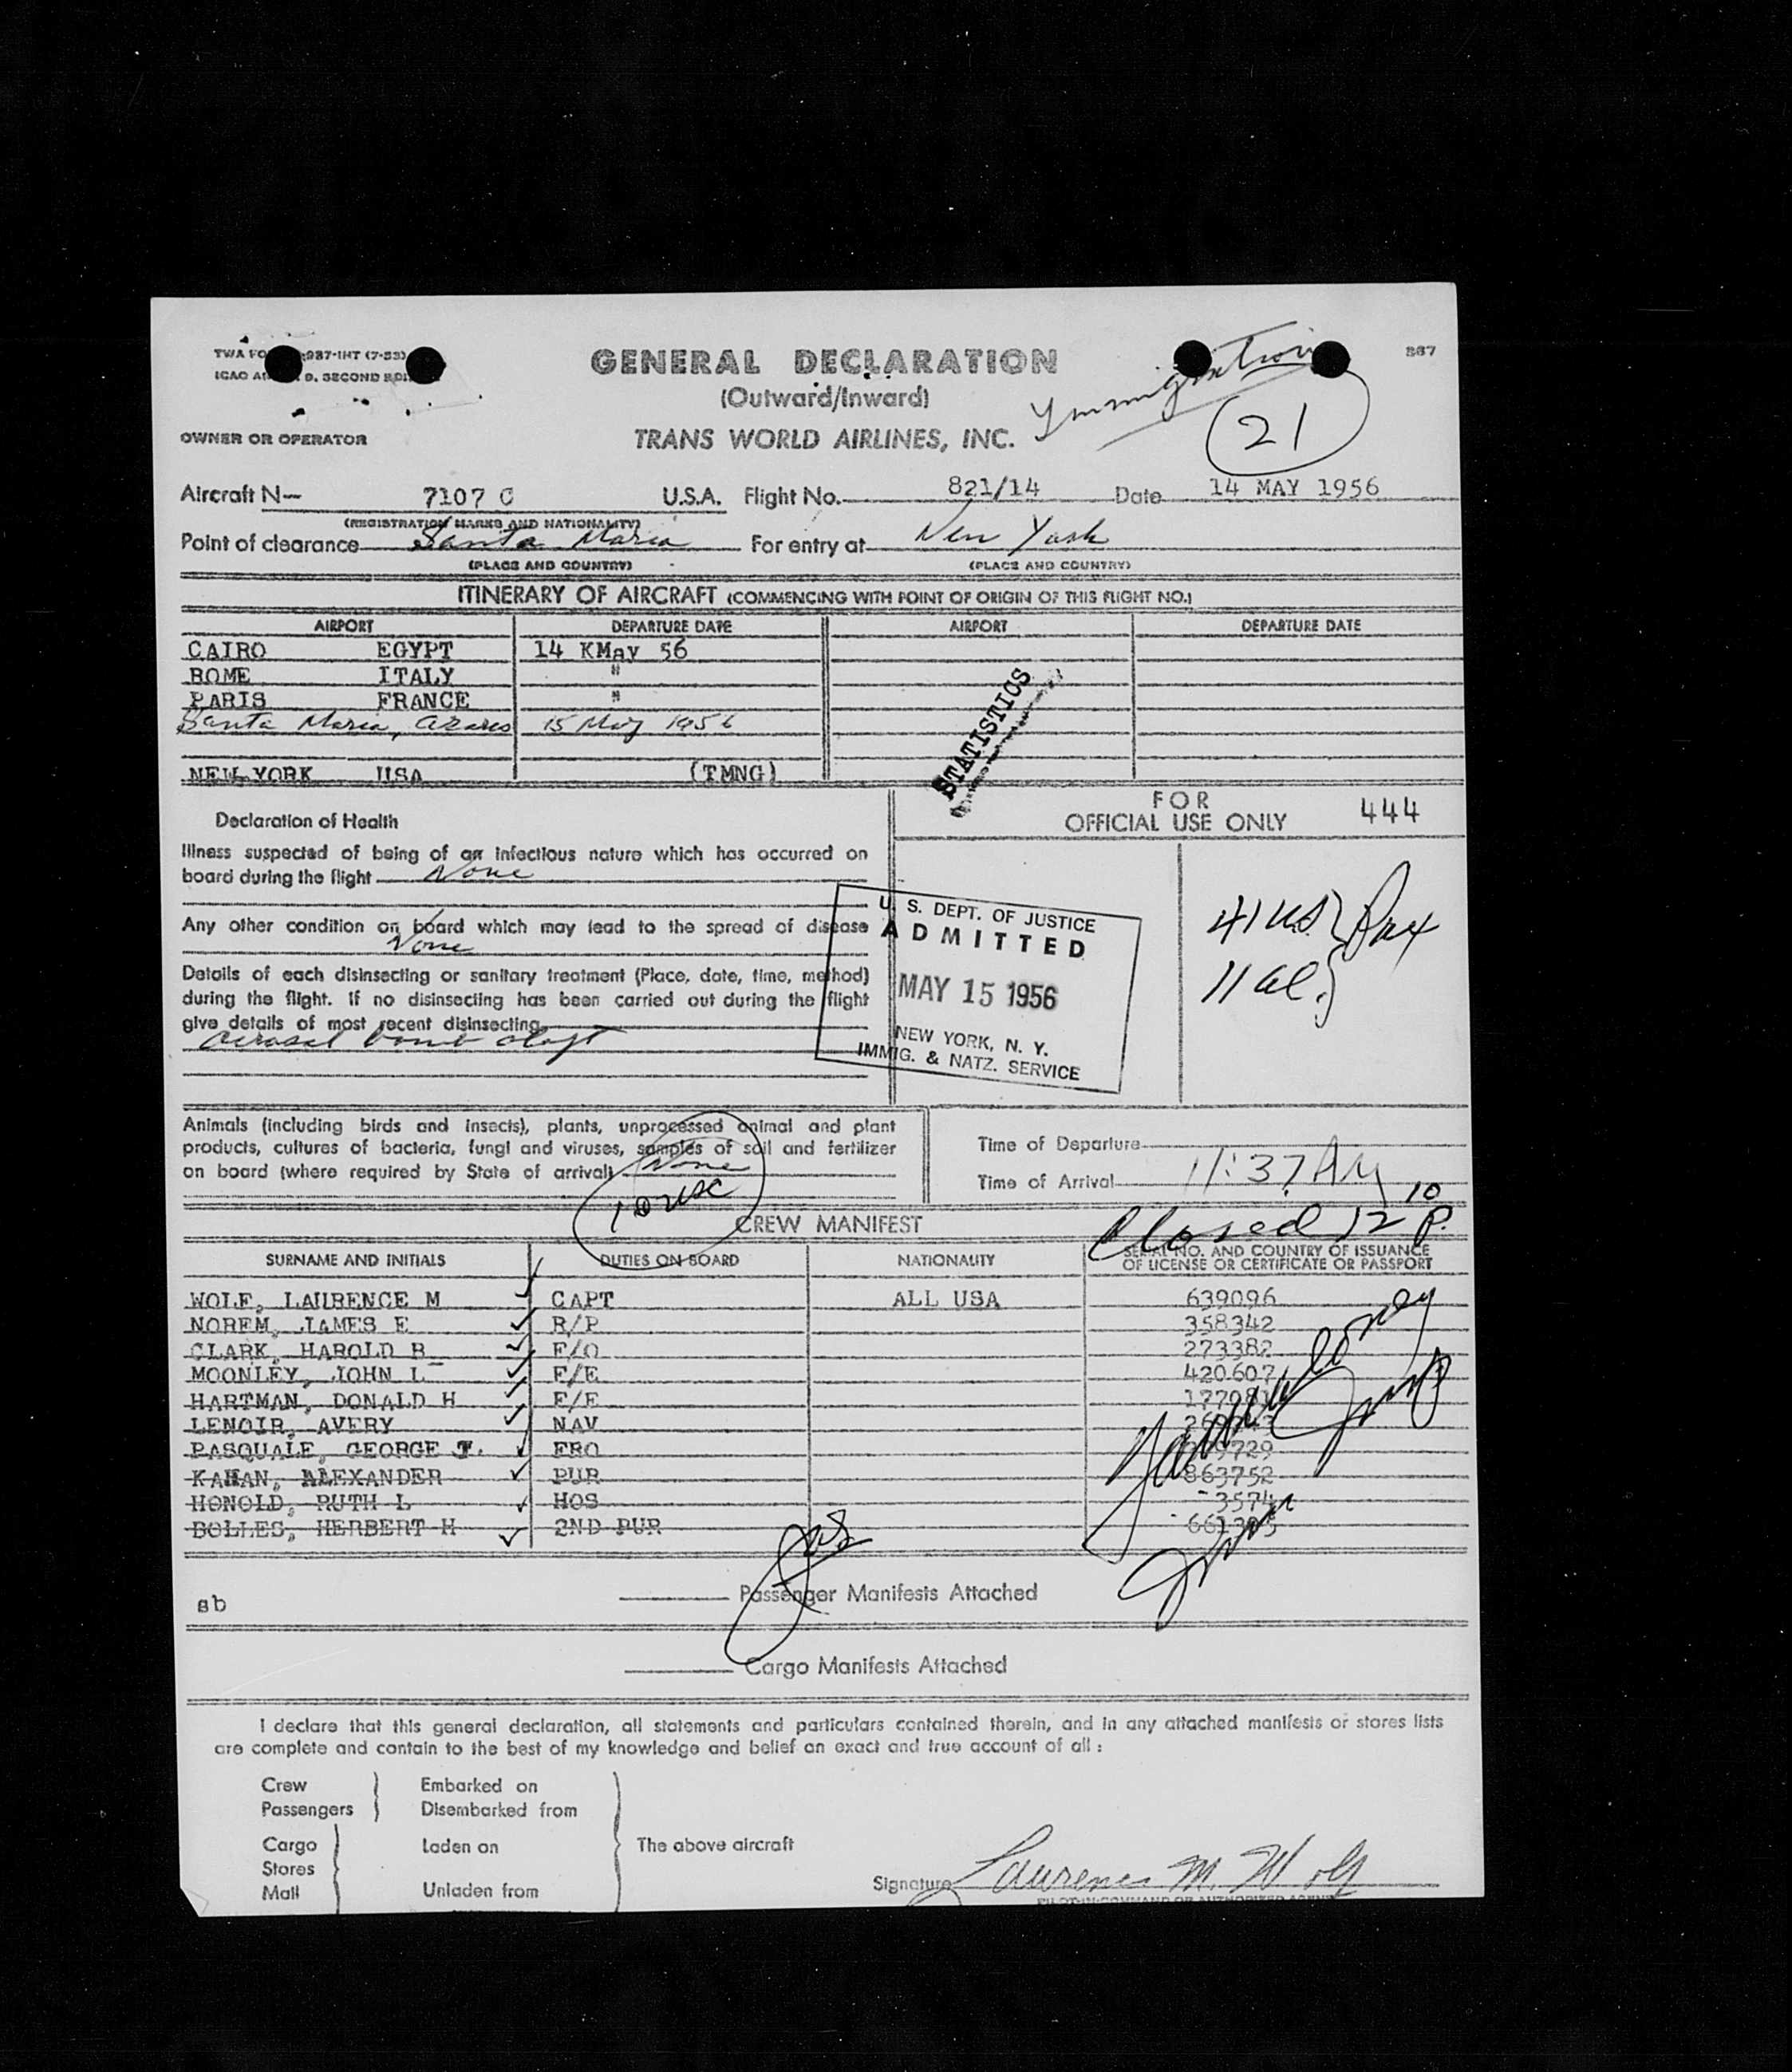 TWA FO 987-INT (7-53)
ICAO A 9, SECOND EDI
GENERAL DECLARATION
(Outward/Inward)
Immigration
887
21
OWNER OR OPERATOR TRANS WORLD AIRLINES, INC.
Aircraft N— 7107 C U.S.A. Flight No. 821/14 Date 14 MAY 1956
(REGISTRATION MARKS AND NATIONALITY)
Point of clearance Santa Maria For entry at New York
(PLACE AND COUNTRY) (PLACE AND COUNTRY)
ITINERARY OF AIRCRAFT (COMMENCING WITH POINT OF ORIGIN OF THIS FLIGHT NO.)
AIRPORT DEPARTURE DATE AIRPORT DEPARTURE DATE
CAIRO EGYPT 14 KMay 56
ROME ITALY "
PARIS FRANCE "
Santa Maria, Azores 15 May 1956
NEW YORK USA (TMNG)
STATISTICS
Declaration of Health
FOR
OFFICIAL USE ONLY 444
Illness suspected of being of an infectious nature which has occurred on
board during the flight None
Any other condition on board which may lead to the spread of disease
None
Details of each disinsecting or sanitary treatment (Place, date, time, method)
during the flight. If no disinsecting has been carried out during the flight
give details of most recent disinsecting
Aerosol bomb aloft
U. S. DEPT. OF JUSTICE
ADMITTED
MAY 15 1956
NEW YORK, N. Y.
IMMIG. & NATZ. SERVICE
41 U.S. } Pax
11 al. }
Animals (including birds and insects), plants, unprocessed animal and plant
products, cultures of bacteria, fungi and viruses, samples of soil and fertilizer
on board (where required by State of arrival) None
10 USC
Time of Departure
Time of Arrival 11:37 AM
Closed 12 10 P.
CREW MANIFEST
SURNAME AND INITIALS DUTIES ON BOARD NATIONALITY SERIAL NO. AND COUNTRY OF ISSUANCE
OF LICENSE OR CERTIFICATE OR PASSPORT
WOLF, LAURENCE M CAPT ALL USA 639096
NOREM, JAMES E R/P 358342
CLARK, HAROLD B F/O 273382
MOONLEY, JOHN L F/E 420607
HARTMAN, DONALD H F/E
LENOIR, AVERY NAV
PASQUALE, GEORGE T. FRO
KAHAN, ALEXANDER PUR 863752
HONOLD, RUTH L HOS 3574
BOLLES, HERBERT H 2ND PUR
sb
Passenger Manifests Attached
Cargo Manifests Attached
I declare that this general declaration, all statements and particulars contained therein, and in any attached manifests or stores lists
are complete and contain to the best of my knowledge and belief an exact and true account of all :
Crew Embarked on
Passengers Disembarked from
Cargo Laden on The above aircraft
Stores
Mail Unladen from
Signature Laurence M. Wolf
PILOT-IN-COMMAND OR AUTHORIZED AGENT